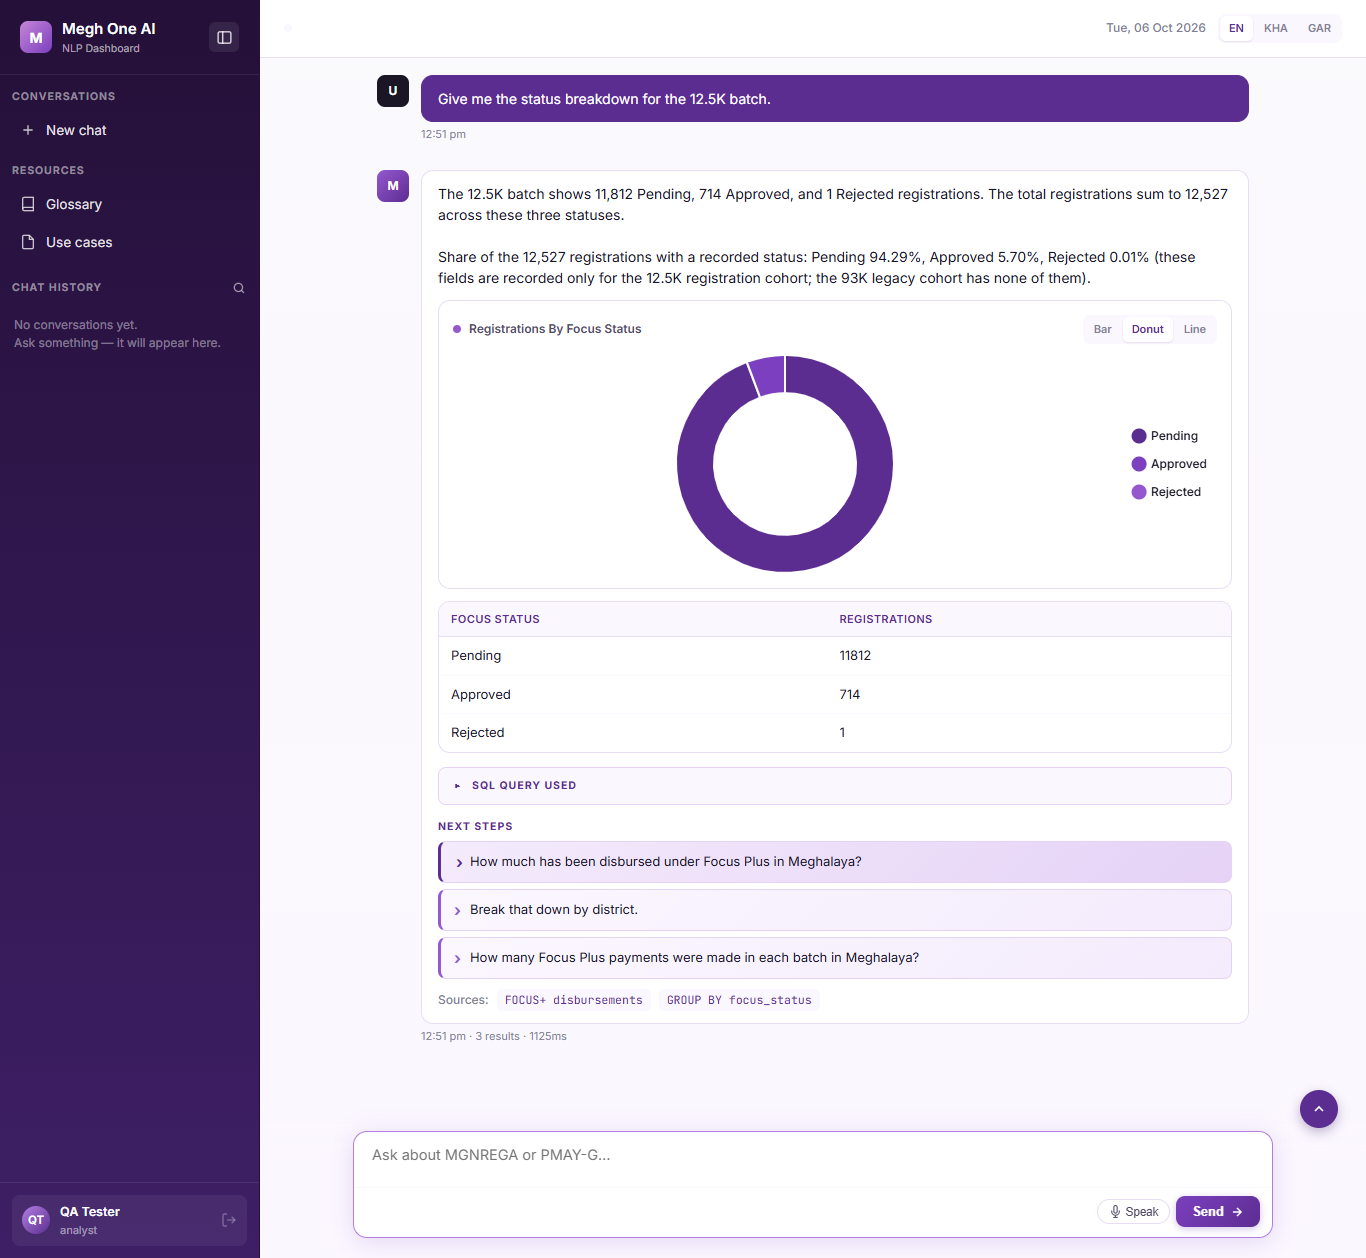 M
Megh One AI
NLP Dashboard
CONVERSATIONS
+ New chat
RESOURCES
Glossary
Use cases
CHAT HISTORY
No conversations yet.
Ask something — it will appear here.
QT
QA Tester
analyst
Tue, 06 Oct 2026
EN
KHA
GAR
U
Give me the status breakdown for the 12.5K batch.
12:51 pm
M
The 12.5K batch shows 11,812 Pending, 714 Approved, and 1 Rejected registrations. The total registrations sum to 12,527
across these three statuses.
Share of the 12,527 registrations with a recorded status: Pending 94.29%, Approved 5.70%, Rejected 0.01% (these
fields are recorded only for the 12.5K registration cohort; the 93K legacy cohort has none of them).
Registrations By Focus Status
Bar
Donut
Line
Pending
Approved
Rejected
FOCUS STATUS REGISTRATIONS
Pending 11812
Approved 714
Rejected 1
SQL QUERY USED
NEXT STEPS
How much has been disbursed under Focus Plus in Meghalaya?
Break that down by district.
How many Focus Plus payments were made in each batch in Meghalaya?
Sources: FOCUS+ disbursements GROUP BY focus_status
12:51 pm · 3 results · 1125ms
Ask about MGNREGA or PMAY-G...
Speak
Send →